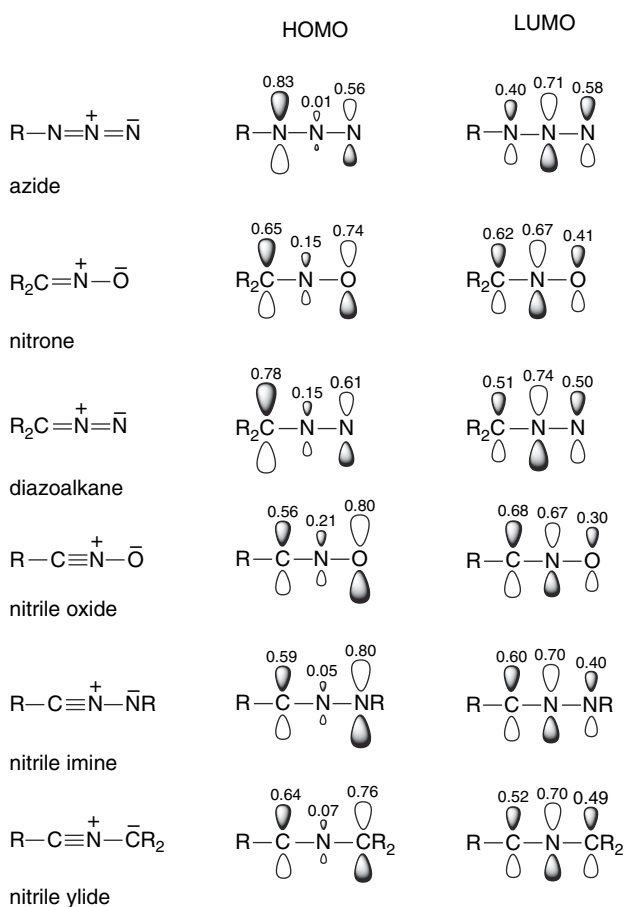 HOMO LUMO
0.83 0.01 0.56 0.40 0.71 0.58
R—N=N=N R—N—N—N R—N—N—N
+ −
azide
0.65 0.15 0.74 0.62 0.67 0.41
R₂C=N—O R₂C—N—O R₂C—N—O
+ −
nitrone
0.78 0.15 0.61 0.51 0.74 0.50
R₂C=N=N R₂C—N—N R₂C—N—N
+ −
diazoalkane
0.56 0.21 0.80 0.68 0.67 0.30
R—C≡N—O R—C—N—O R—C—N—O
+ −
nitrile oxide
0.59 0.05 0.80 0.60 0.70 0.40
R—C≡N—NR R—C—N—NR R—C—N—NR
+ −
nitrile imine
0.64 0.07 0.76 0.52 0.70 0.49
R—C≡N—CR₂ R—C—N—CR₂ R—C—N—CR₂
+ −
nitrile ylide